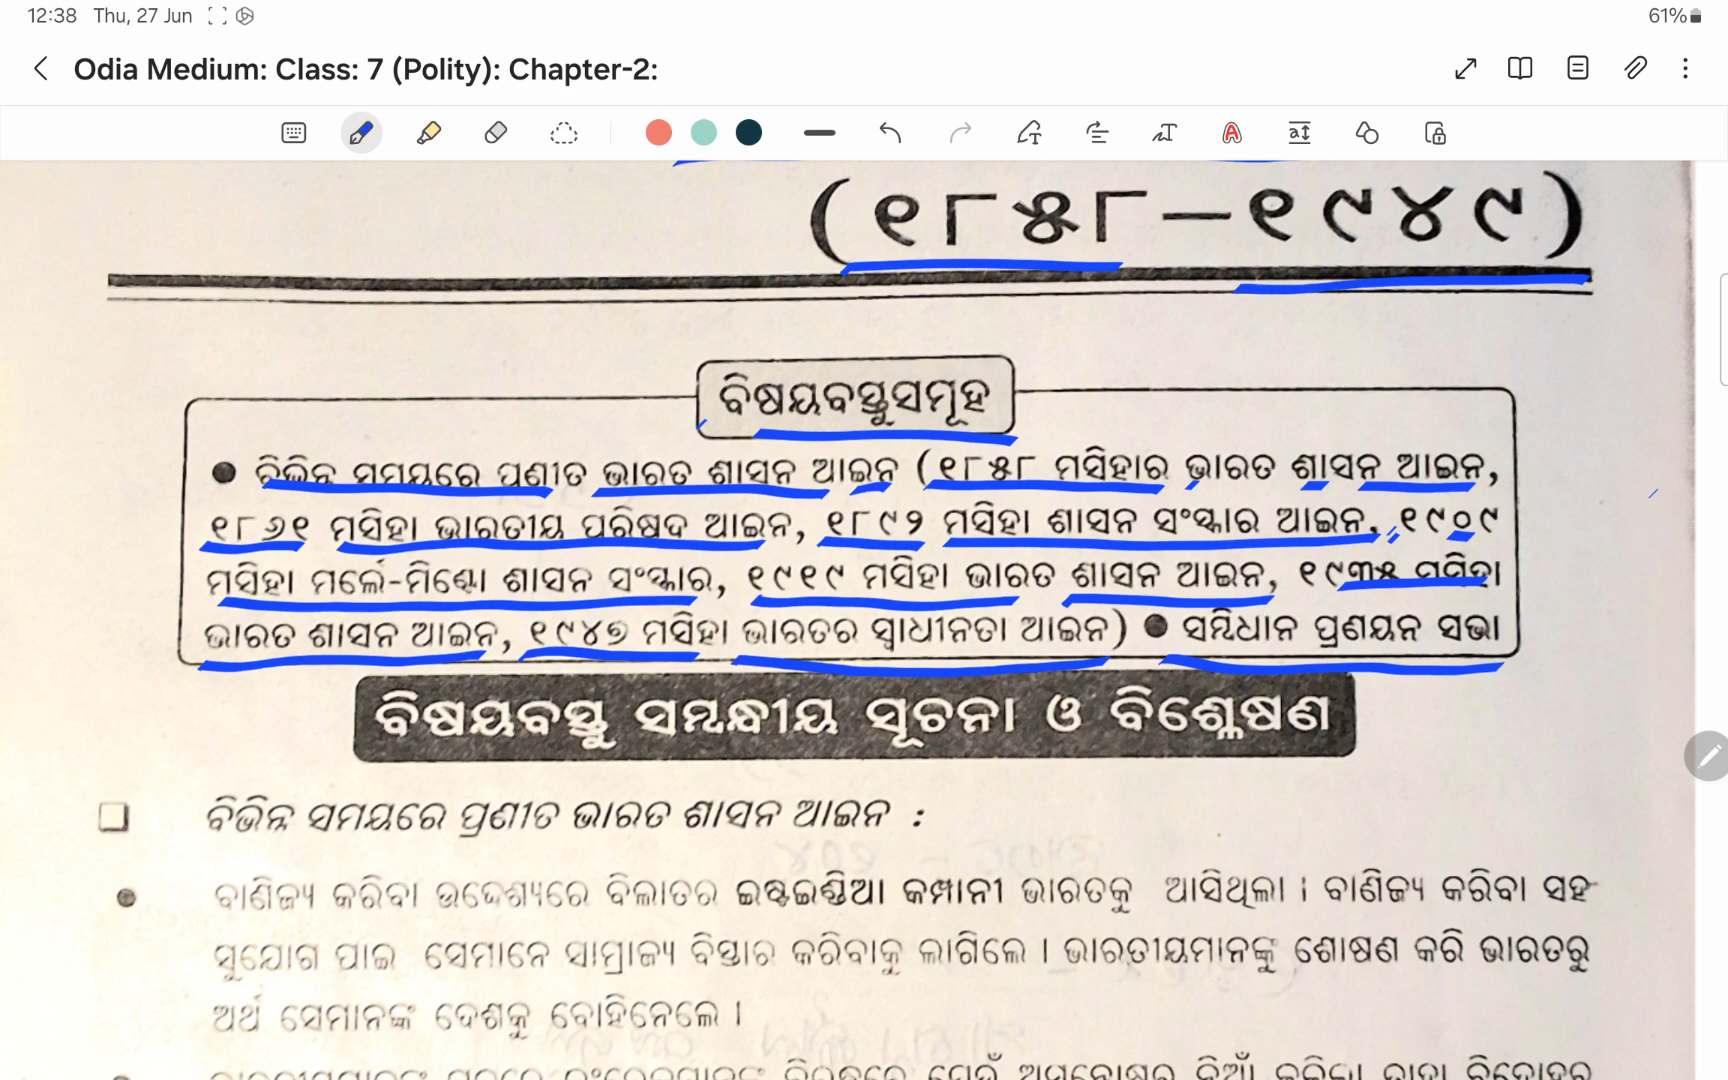 12:38 Thu, 27 Jun 61%
Odia Medium: Class: 7 (Polity): Chapter-2:
(୧୮୫୮–୧୯୪୯)
ବିଷୟବସ୍ତୁସମୂହ
● ବିଭିନ୍ନ ସମୟରେ ପ୍ରଣୀତ ଭାରତ ଶାସନ ଆଇନ (୧୮୫୮ ମସିହାର ଭାରତ ଶାସନ ଆଇନ,
୧୮୬୧ ମସିହା ଭାରତୀୟ ପରିଷଦ ଆଇନ, ୧୮୯୨ ମସିହା ଶାସନ ସଂସ୍କାର ଆଇନ, ୧୯୦୯
ମସିହା ମର୍ଲେ-ମିଣ୍ଟୋ ଶାସନ ସଂସ୍କାର, ୧୯୧୯ ମସିହା ଭାରତ ଶାସନ ଆଇନ, ୧୯୩୫ ମସିହା
ଭାରତ ଶାସନ ଆଇନ, ୧୯୪୭ ମସିହା ଭାରତର ସ୍ୱାଧୀନତା ଆଇନ) ● ସମ୍ବିଧାନ ପ୍ରଣୟନ ସଭା
ବିଷୟବସ୍ତୁ ସମ୍ବନ୍ଧୀୟ ସୂଚନା ଓ ବିଶ୍ଳେଷଣ
❑ ବିଭିନ୍ନ ସମୟରେ ପ୍ରଣୀତ ଭାରତ ଶାସନ ଆଇନ :
● ବାଣିଜ୍ୟ କରିବା ଉଦ୍ଦେଶ୍ୟରେ ବିଲାତର ଇଷ୍ଟଇଣ୍ଡିଆ କମ୍ପାନୀ ଭାରତକୁ ଆସିଥିଲା । ବାଣିଜ୍ୟ କରିବା ସହ
ସୁଯୋଗ ପାଇ ସେମାନେ ସାମ୍ରାଜ୍ୟ ବିସ୍ତାର କରିବାକୁ ଲାଗିଲେ । ଭାରତୀୟମାନଙ୍କୁ ଶୋଷଣ କରି ଭାରତରୁ
ଅର୍ଥ ସେମାନଙ୍କ ଦେଶକୁ ବୋହିନେଲେ ।